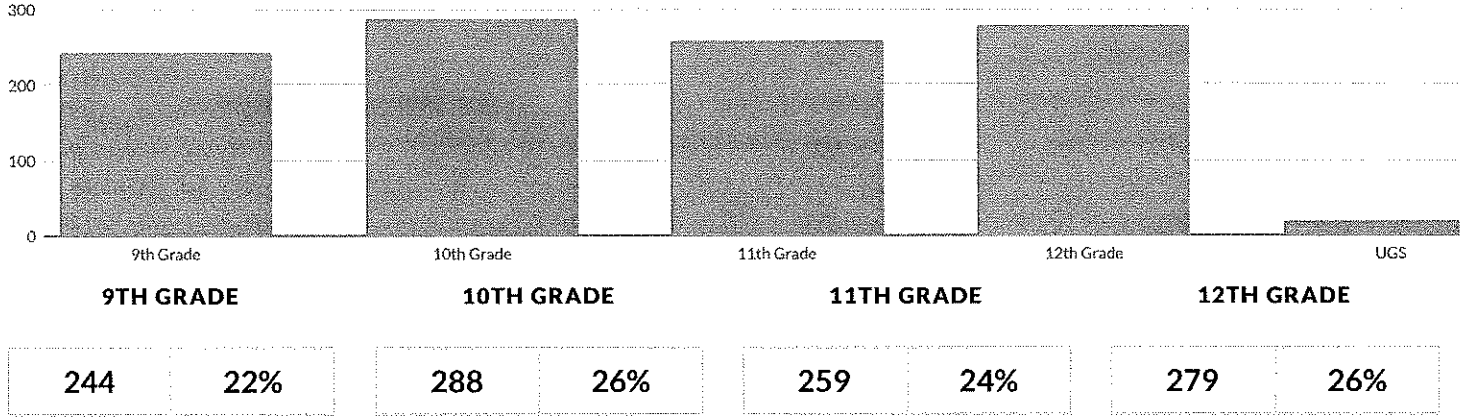 300
200
100
0
9th Grade 10th Grade 11th Grade 12th Grade UGS
9TH GRADE 10TH GRADE 11TH GRADE 12TH GRADE
244 22% 288 26% 259 24% 279 26%